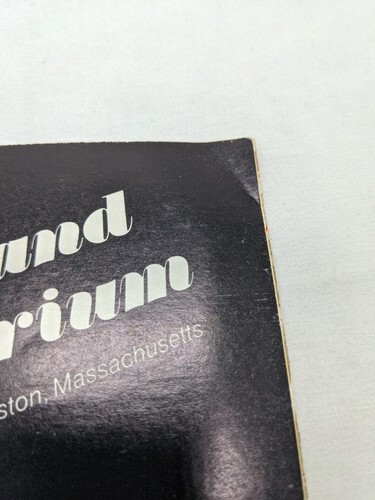 and
rium
ston, Massachusetts